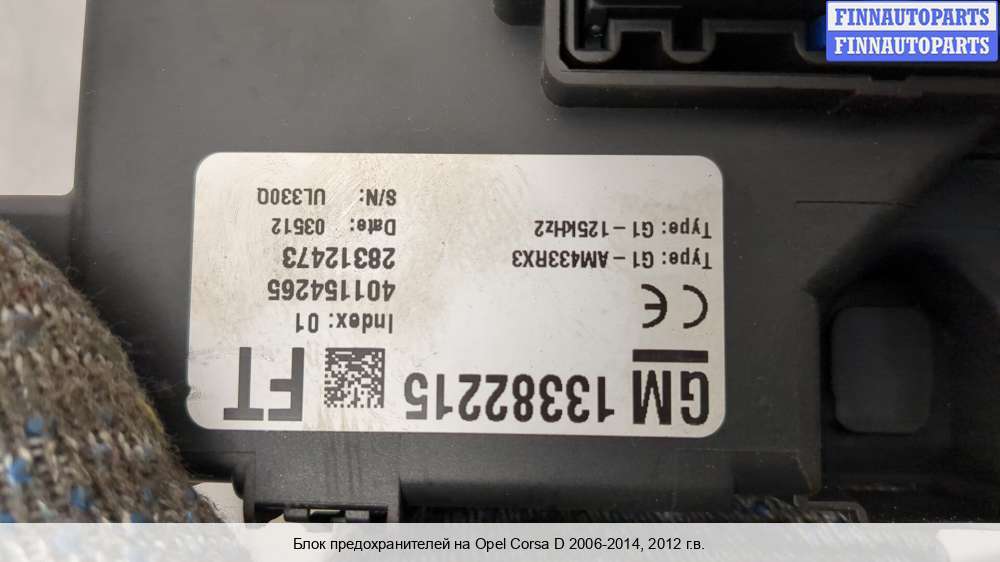 FINNAUTOPARTS
FINNAUTOPARTS
GM 13382215 FT
Index: 01
401154265
28312473
Date: 03512
S/N: UL330Q
Type: G1 - AM433RX3
Type: G1 - 125kHz2
Блок предохранителей на Opel Corsa D 2006-2014, 2012 г.в.